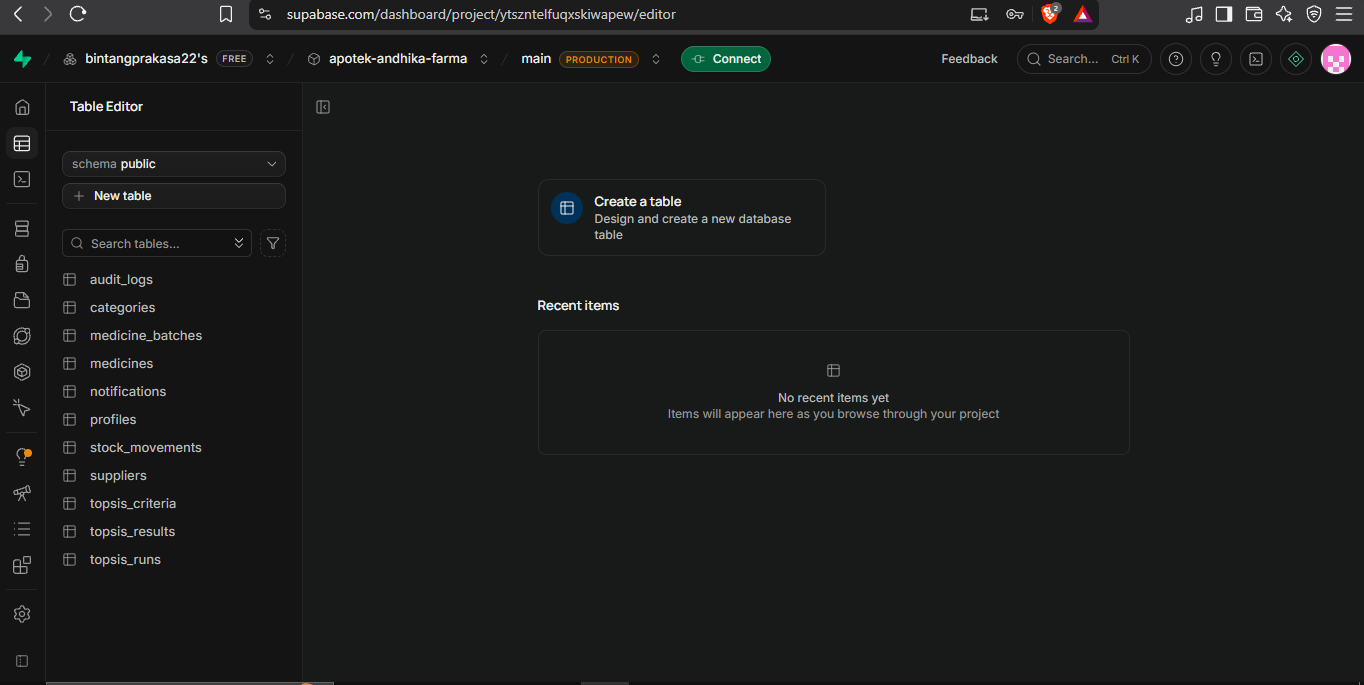 supabase.com/dashboard/project/ytszntelfuqxskiwapew/editor
2
bintangprakasa22's FREE
apotek-andhika-farma
main PRODUCTION
Connect
Feedback
Search... Ctrl K
Table Editor
schema public
New table
Search tables...
audit_logs
categories
medicine_batches
medicines
notifications
profiles
stock_movements
suppliers
topsis_criteria
topsis_results
topsis_runs
Create a table
Design and create a new database
table
Recent items
No recent items yet
Items will appear here as you browse through your project